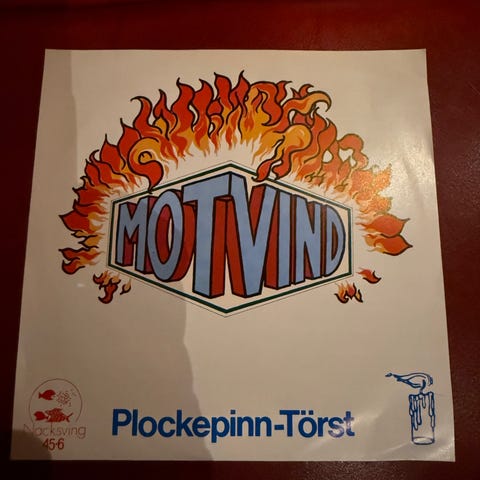 MOTVIND
Nacksving
45-6
Plockepinn-Törst